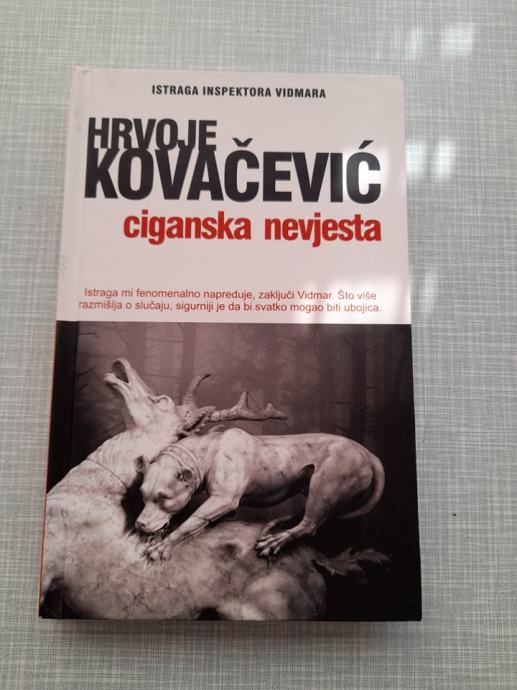 ISTRAGA INSPEKTORA VIDMARA
HRVOJE
KOVAČEVIĆ
ciganska nevjesta
Istraga mi fenomenalno napreduje, zaključi Vidmar. Što više
razmišlja o slučaju, sigurniji je da bi svatko mogao biti ubojica.